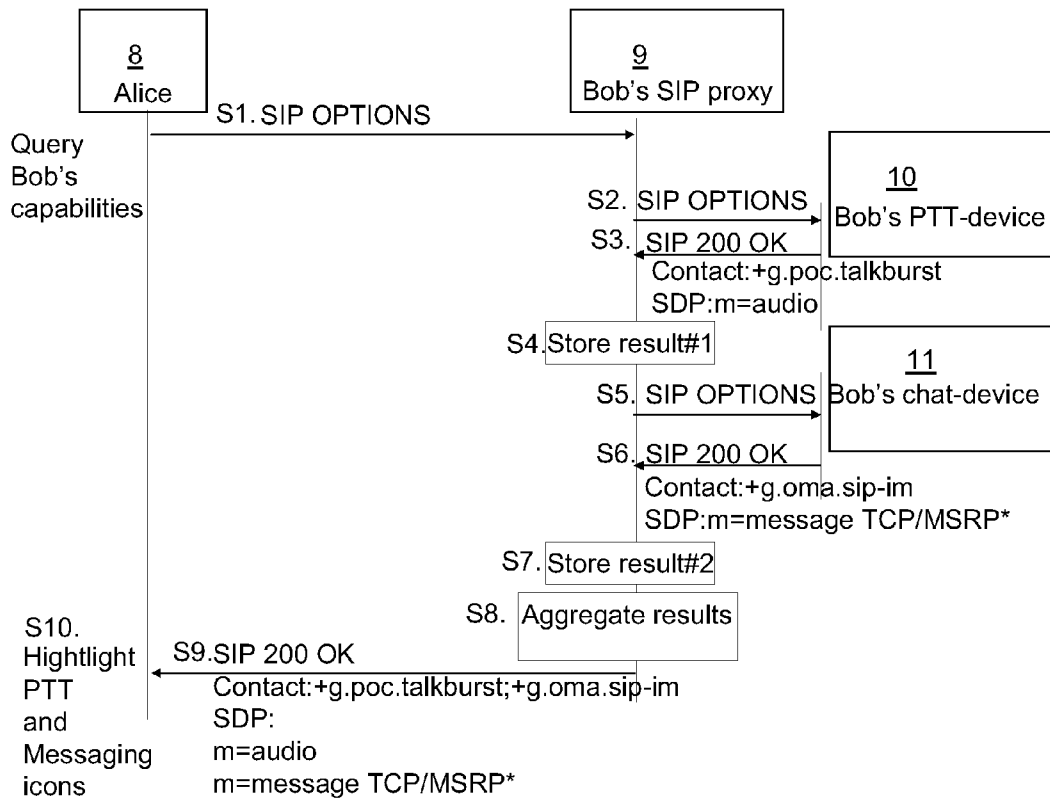 8
Alice
9
Bob's SIP proxy
S1. SIP OPTIONS
Query
Bob's
capabilities
10
Bob's PTT-device
S2. SIP OPTIONS
S3. SIP 200 OK
Contact:+g.poc.talkburst
SDP:m=audio
S4. Store result#1
11
Bob's chat-device
S5. SIP OPTIONS
S6. SIP 200 OK
Contact:+g.oma.sip-im
SDP:m=message TCP/MSRP*
S7. Store result#2
S8. Aggregate results
S9. SIP 200 OK
Contact:+g.poc.talkburst;+g.oma.sip-im
SDP:
m=audio
m=message TCP/MSRP*
S10.
Hightlight
PTT
and
Messaging
icons